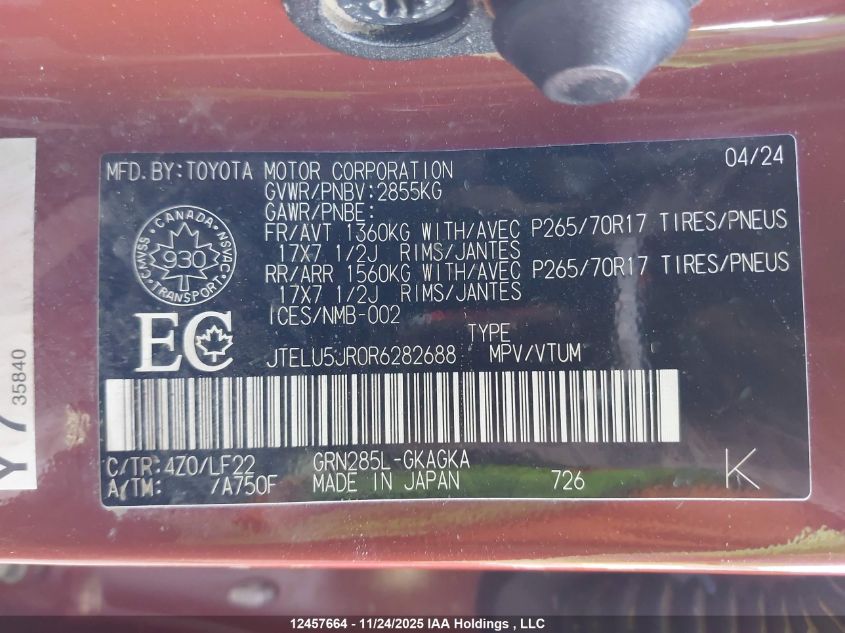 MFD. BY: TOYOTA MOTOR CORPORATION 04/24
GVWR/PNBV: 2855KG
GAWR/PNBE:
FR/AVT 1360KG WITH/AVEC P265/70R17 TIRES/PNEUS
17X7 1/2J RIMS/JANTES
RR/ARR 1560KG WITH/AVEC P265/70R17 TIRES/PNEUS
17X7 1/2J RIMS/JANTES
ICES/NMB-002
CANADA
CMVSS 930 NSVAC
TRANSPORT
EC
TYPE
JTELU5JR0R6282688 MPV/VTUM
C/TR: 4Z0/LF22 GRN285L-GKAGKA
A/TM: /A750F MADE IN JAPAN 726 K
Y7
35840
12457664 - 11/24/2025 IAA Holdings , LLC